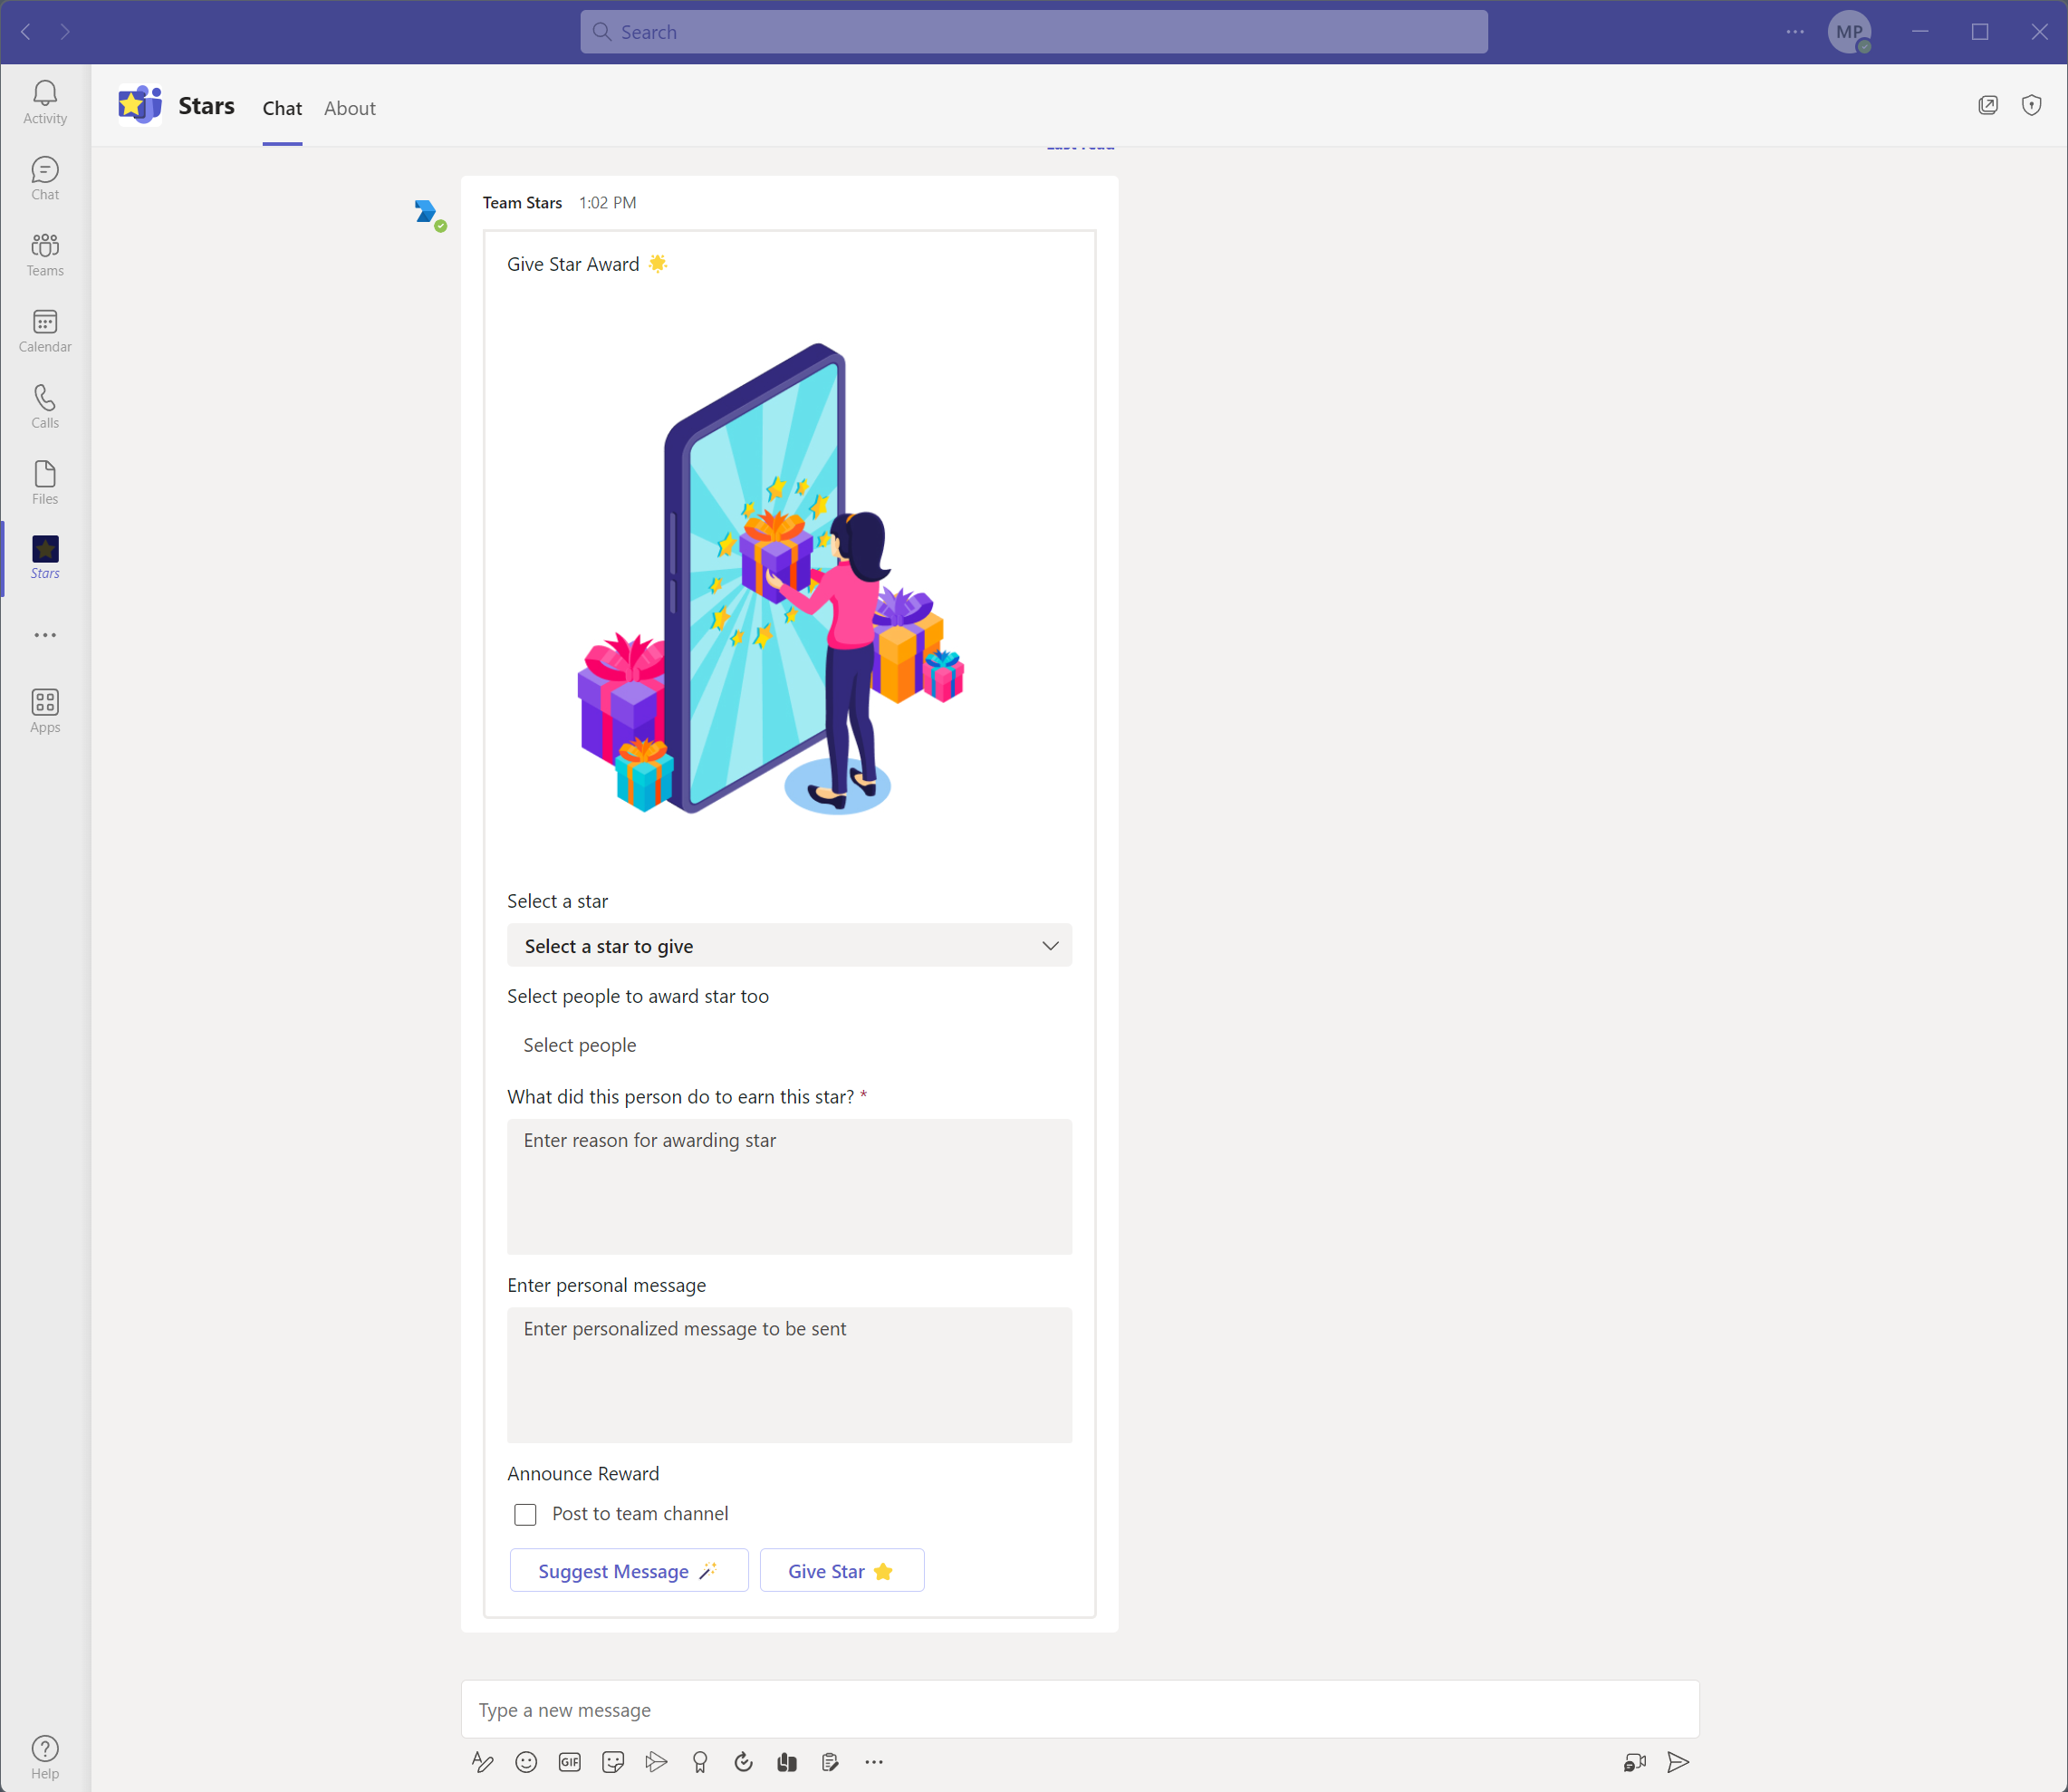 Search
MP
Activity
Chat
Teams
Calendar
Calls
Files
Stars
Apps
Help
Stars Chat About
Last read
Team Stars 1:02 PM
Give Star Award 🌟
Select a star
Select a star to give
Select people to award star too
Select people
What did this person do to earn this star? *
Enter reason for awarding star
Enter personal message
Enter personalized message to be sent
Announce Reward
Post to team channel
Suggest Message 🪄 Give Star ⭐
Type a new message
GIF